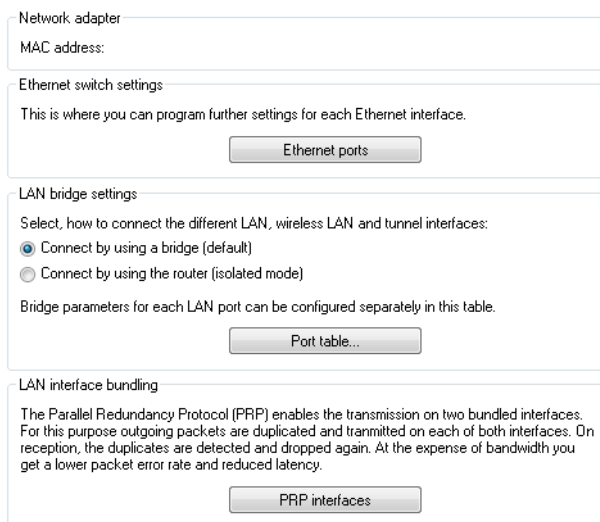 Network adapter
MAC address:
Ethernet switch settings
This is where you can program further settings for each Ethernet interface.
Ethernet ports
LAN bridge settings
Select, how to connect the different LAN, wireless LAN and tunnel interfaces:
Connect by using a bridge (default)
Connect by using the router (isolated mode)
Bridge parameters for each LAN port can be configured separately in this table.
Port table...
LAN interface bundling
The Parallel Redundancy Protocol (PRP) enables the transmission on two bundled interfaces.
For this purpose outgoing packets are duplicated and tranmitted on each of both interfaces. On
reception, the duplicates are detected and dropped again. At the expense of bandwidth you
get a lower packet error rate and reduced latency.
PRP interfaces